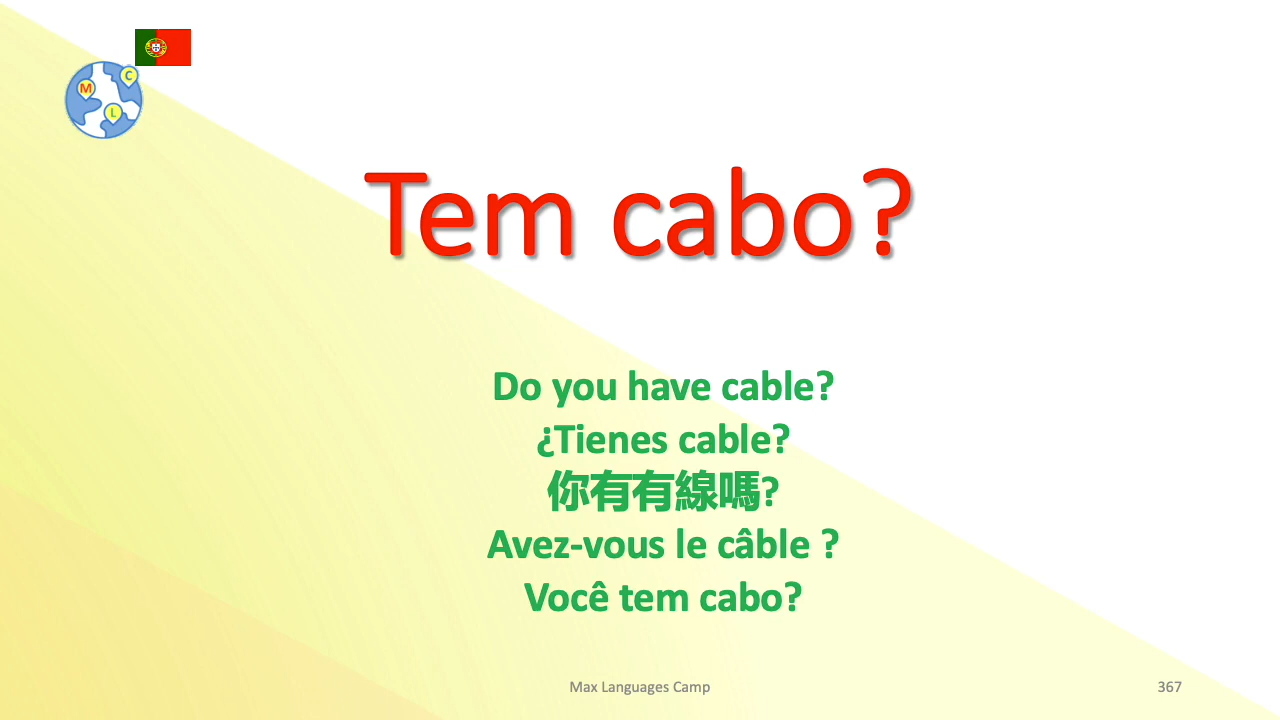 C
M
L
Tem cabo?
Do you have cable?
¿Tienes cable?
你有有線嗎?
Avez-vous le câble ?
Você tem cabo?
Max Languages Camp
367